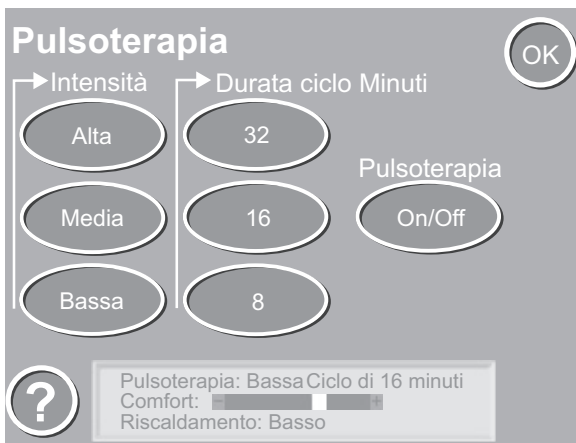 Pulsoterapia
OK
Intensità
Durata ciclo Minuti
Alta
32
Pulsoterapia
Media
16
On/Off
Bassa
8
?
Pulsoterapia: Bassa Ciclo di 16 minuti
Comfort: - +
Riscaldamento: Basso